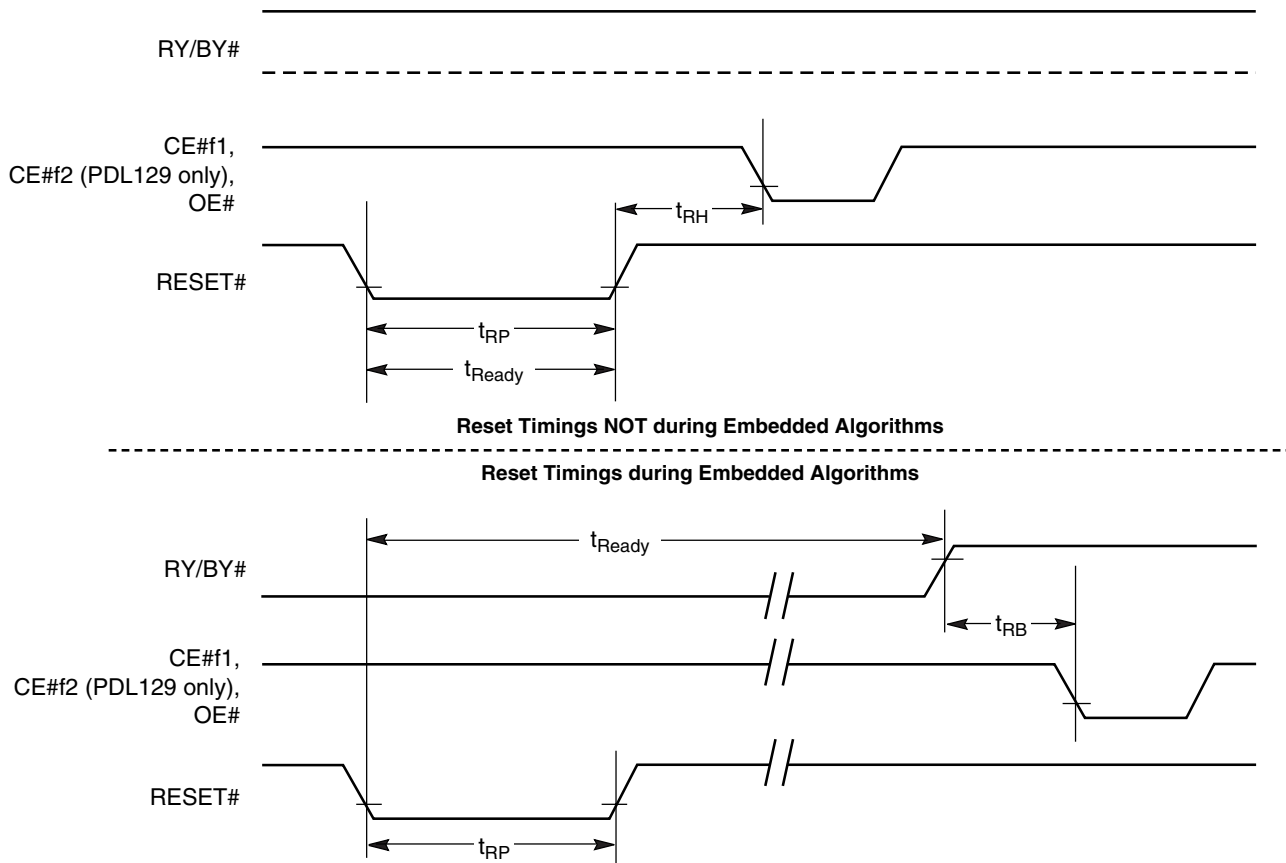 RY/BY#
CE#f1,
CE#f2 (PDL129 only),
OE#
tRH
RESET#
tRP
tReady
Reset Timings NOT during Embedded Algorithms
Reset Timings during Embedded Algorithms
tReady
RY/BY#
tRB
CE#f1,
CE#f2 (PDL129 only),
OE#
RESET#
tRP